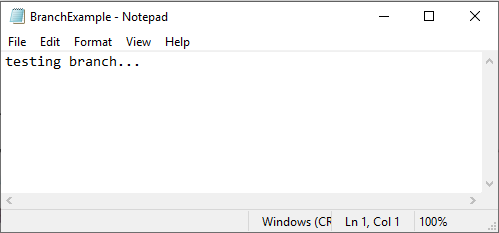 BranchExample - Notepad
File Edit Format View Help
testing branch...
Windows (CR Ln 1, Col 1 100%